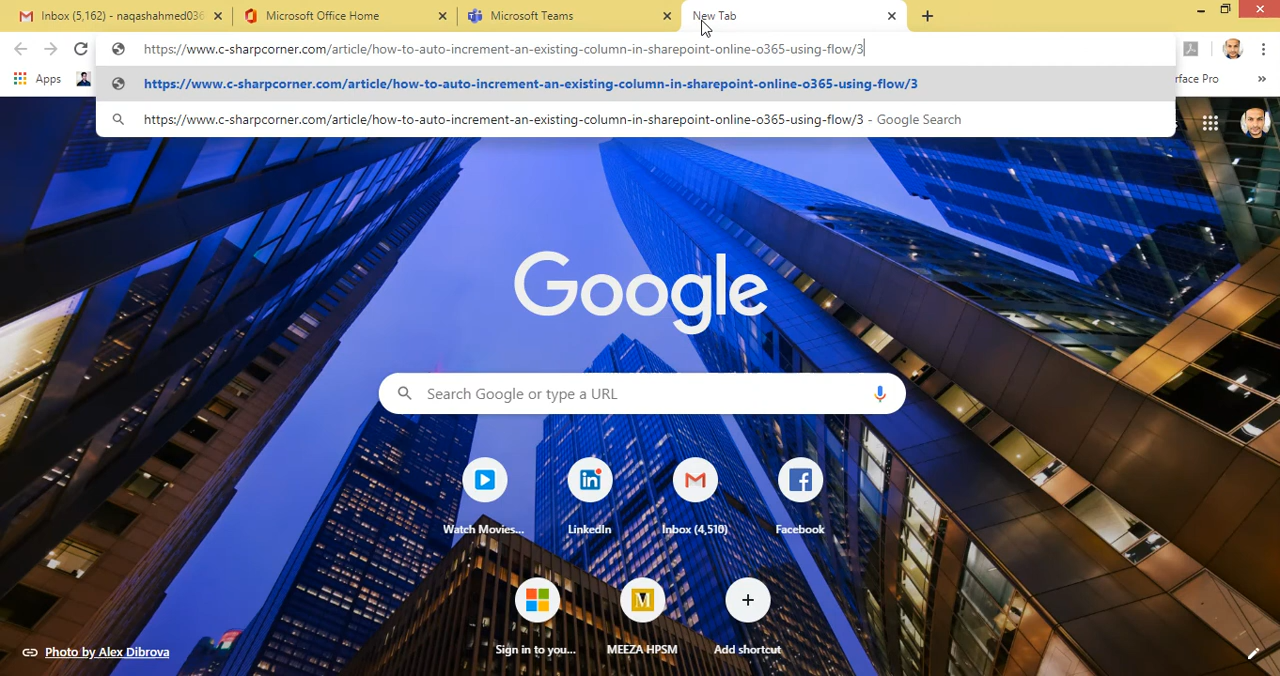 Inbox (5,162) - naqashahmed036
Microsoft Office Home
Microsoft Teams
New Tab
https://www.c-sharpcorner.com/article/how-to-auto-increment-an-existing-column-in-sharepoint-online-o365-using-flow/3
Apps
https://www.c-sharpcorner.com/article/how-to-auto-increment-an-existing-column-in-sharepoint-online-o365-using-flow/3
rface Pro
https://www.c-sharpcorner.com/article/how-to-auto-increment-an-existing-column-in-sharepoint-online-o365-using-flow/3 - Google Search
Google
Search Google or type a URL
Watch Movies...
LinkedIn
Inbox (4,510)
Facebook
Sign in to you...
MEEZA HPSM
Add shortcut
Photo by Alex Dibrova